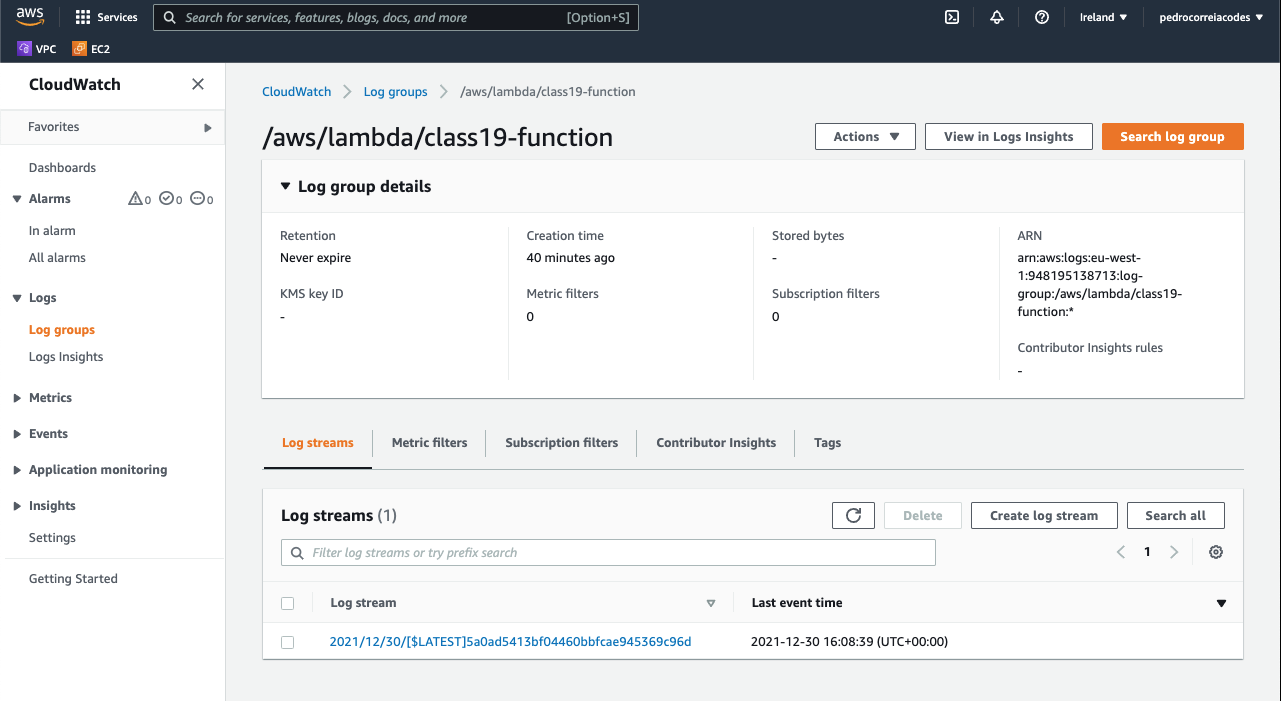 aws
Services
Search for services, features, blogs, docs, and more
[Option+S]
Ireland
pedrocorreiacodes
VPC
EC2
CloudWatch
Favorites
Dashboards
Alarms
0
0
0
In alarm
All alarms
Logs
Log groups
Logs Insights
Metrics
Events
Application monitoring
Insights
Settings
Getting Started
CloudWatch
Log groups
/aws/lambda/class19-function
/aws/lambda/class19-function
Actions
View in Logs Insights
Search log group
Log group details
Retention
Never expire
KMS key ID
-
Creation time
40 minutes ago
Metric filters
0
Stored bytes
-
Subscription filters
0
ARN
arn:aws:logs:eu-west-
1:948195138713:log-
group:/aws/lambda/class19-
function:*
Contributor Insights rules
-
Log streams
Metric filters
Subscription filters
Contributor Insights
Tags
Log streams (1)
Delete
Create log stream
Search all
Filter log streams or try prefix search
1
Log stream
Last event time
2021/12/30/[$LATEST]5a0ad5413bf04460bbfcae945369c96d
2021-12-30 16:08:39 (UTC+00:00)